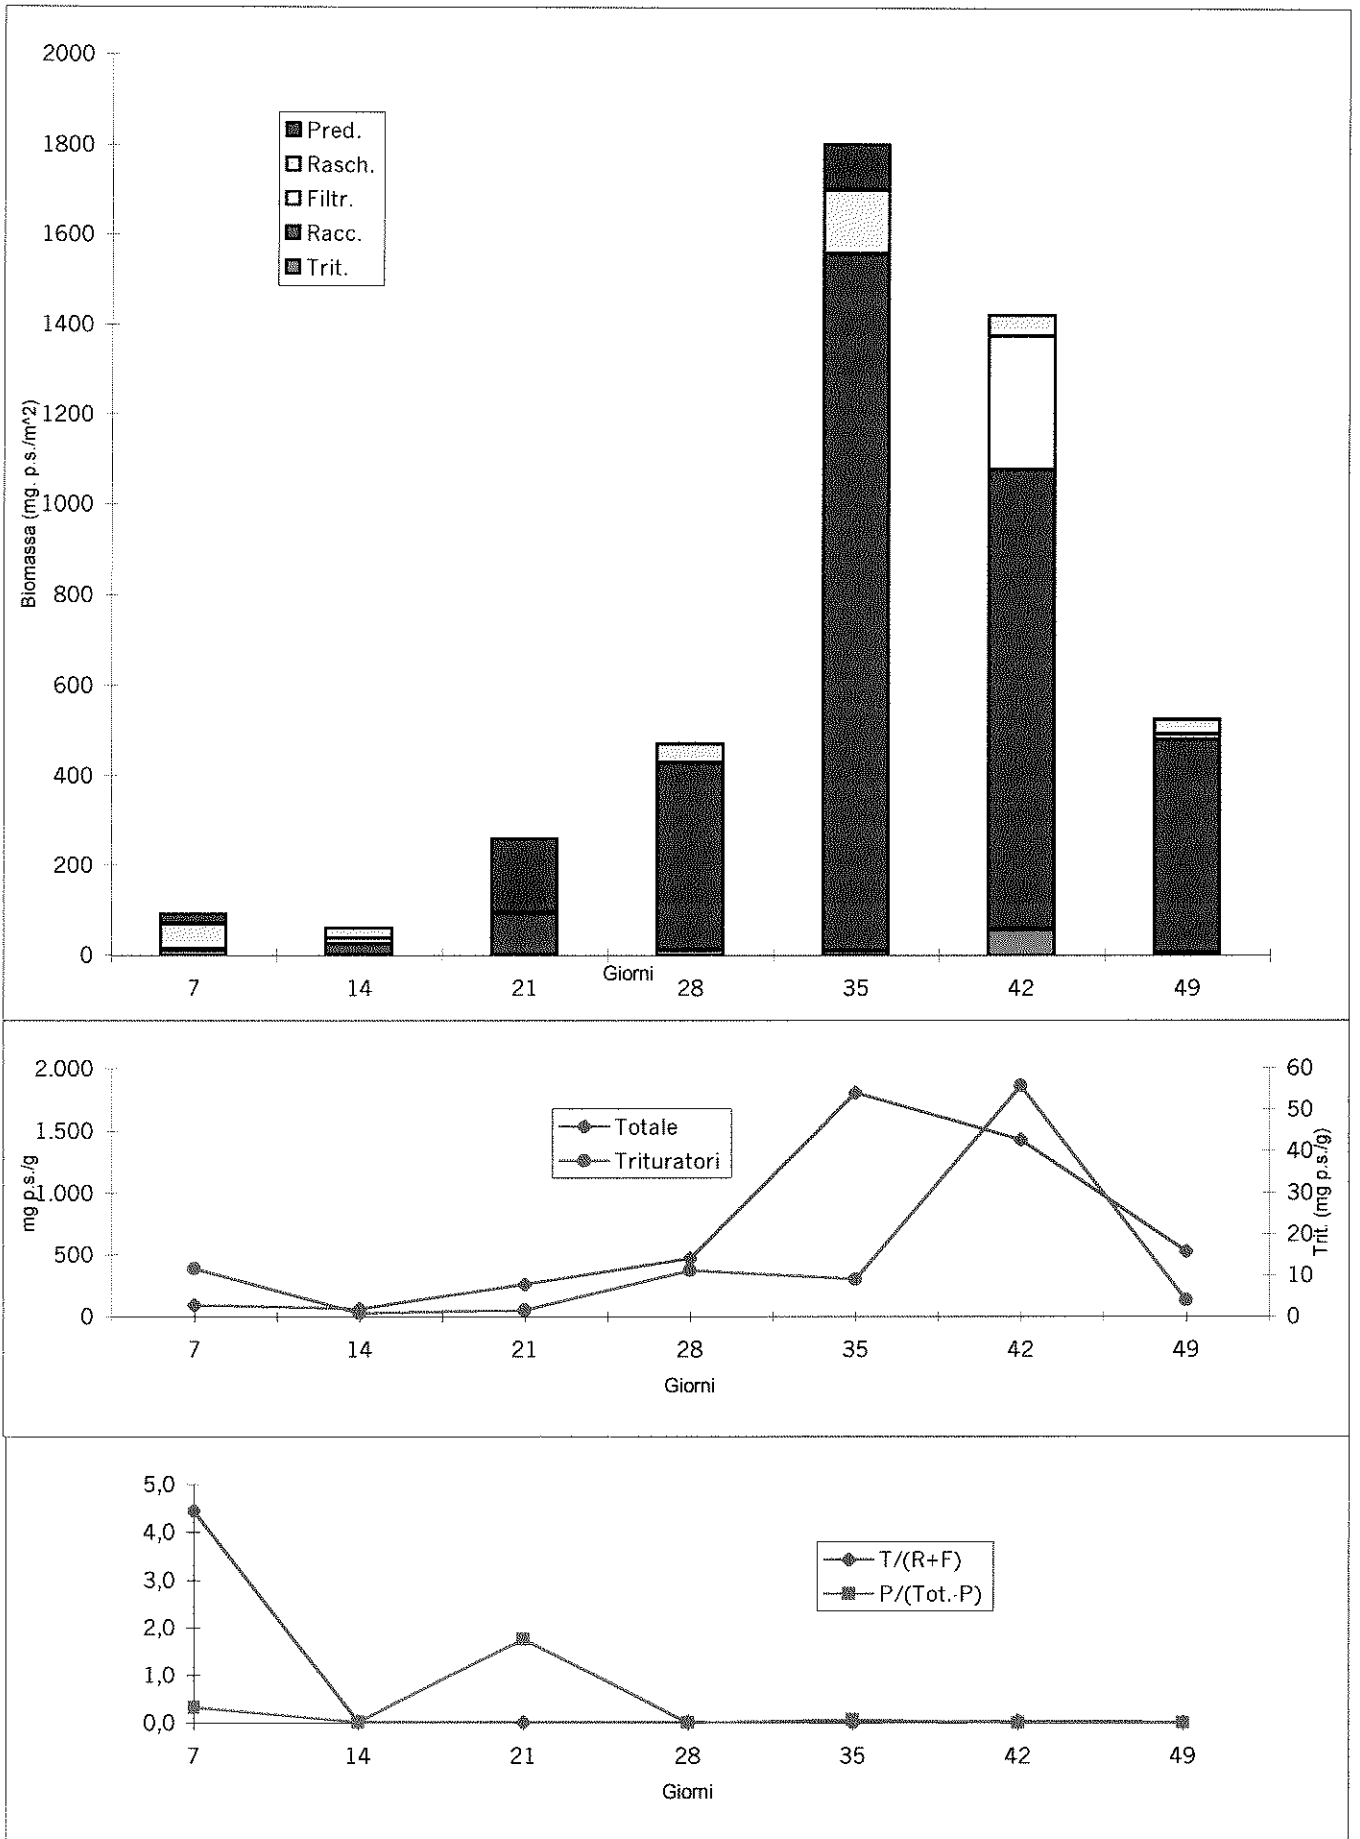 2000
1800
1600
1400
1200
1000
800
600
400
200
0
Biomassa (mg. p.s./m^2)
Pred.
Rasch.
Filtr.
Racc.
Trit.
7 14 21 28 35 42 49
Giorni
2.000
1.500
1.000
500
0
mg p.s./g
Totale
Trituratori
60
50
40
30
20
10
0
Trit. (mg p.s./g)
7 14 21 28 35 42 49
Giorni
5,0
4,0
3,0
2,0
1,0
0,0
T/(R+F)
P/(Tot.-P)
7 14 21 28 35 42 49
Giorni